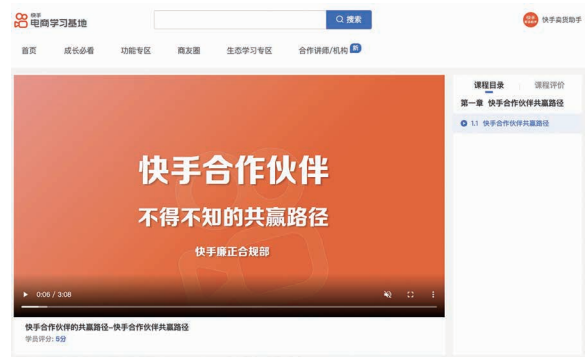 快手
电商学习基地
搜索
快手卖货助手
首页 成长必看 功能专区 商友圈 生态学习专区 合作讲师/机构 新
课程目录 课程评价
第一章 快手合作伙伴共赢路径
1.1 快手合作伙伴共赢路径
快手合作伙伴
不得不知的共赢路径
快手廉正合规部
0:06 / 3:08
快手合作伙伴的共赢路径--快手合作伙伴共赢路径
学员评分: 5分